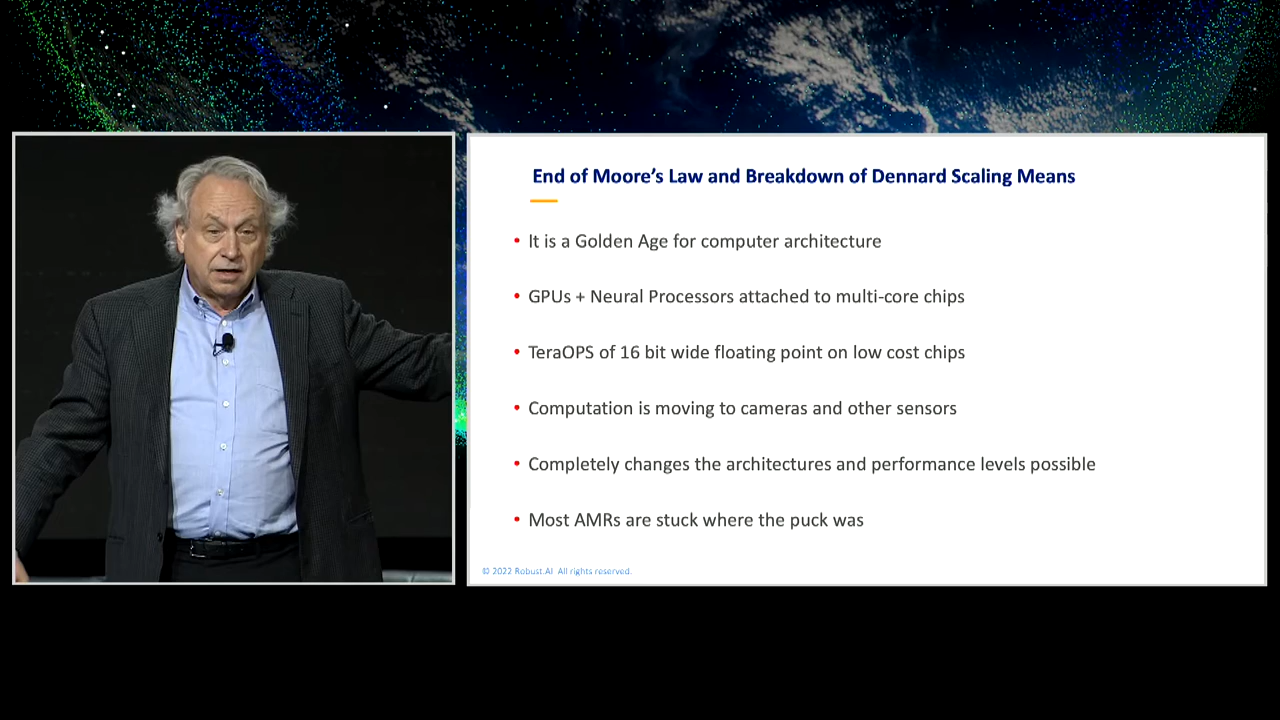 End of Moore's Law and Breakdown of Dennard Scaling Means
• It is a Golden Age for computer architecture
• GPUs + Neural Processors attached to multi-core chips
• TeraOPS of 16 bit wide floating point on low cost chips
• Computation is moving to cameras and other sensors
• Completely changes the architectures and performance levels possible
• Most AMRs are stuck where the puck was
© 2022 Robust.AI All rights reserved.